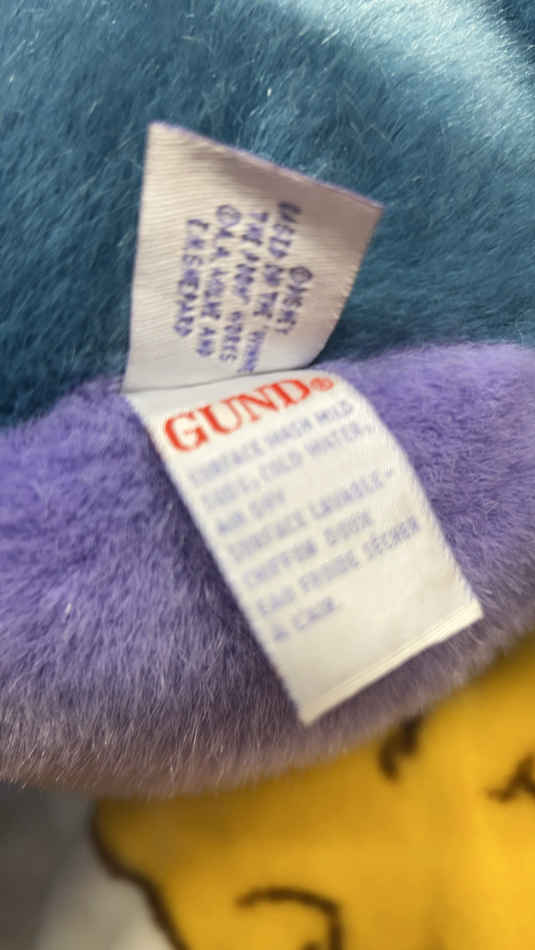 ©DISNEY
BASED ON THE "WINNIE
THE POOH" WORKS
©A.A. MILNE AND
E.H.SHEPARD
GUND®
SURFACE WASH MILD
SUDS, COLD WATER,
AIR DRY
SURFACE LAVABLE-
CHIFFON DOUX
EAU FROIDE SÉCHER
A L'AIR